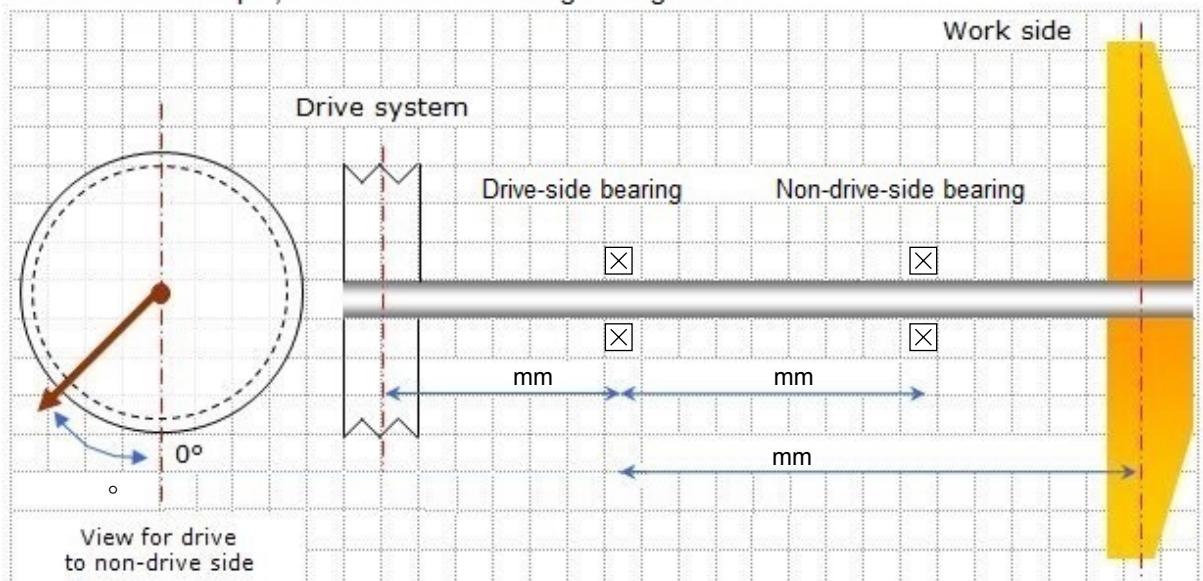 Work side
Drive system
Drive-side bearing
Non-drive-side bearing
mm
mm
mm
0°
°
View for drive
to non-drive side